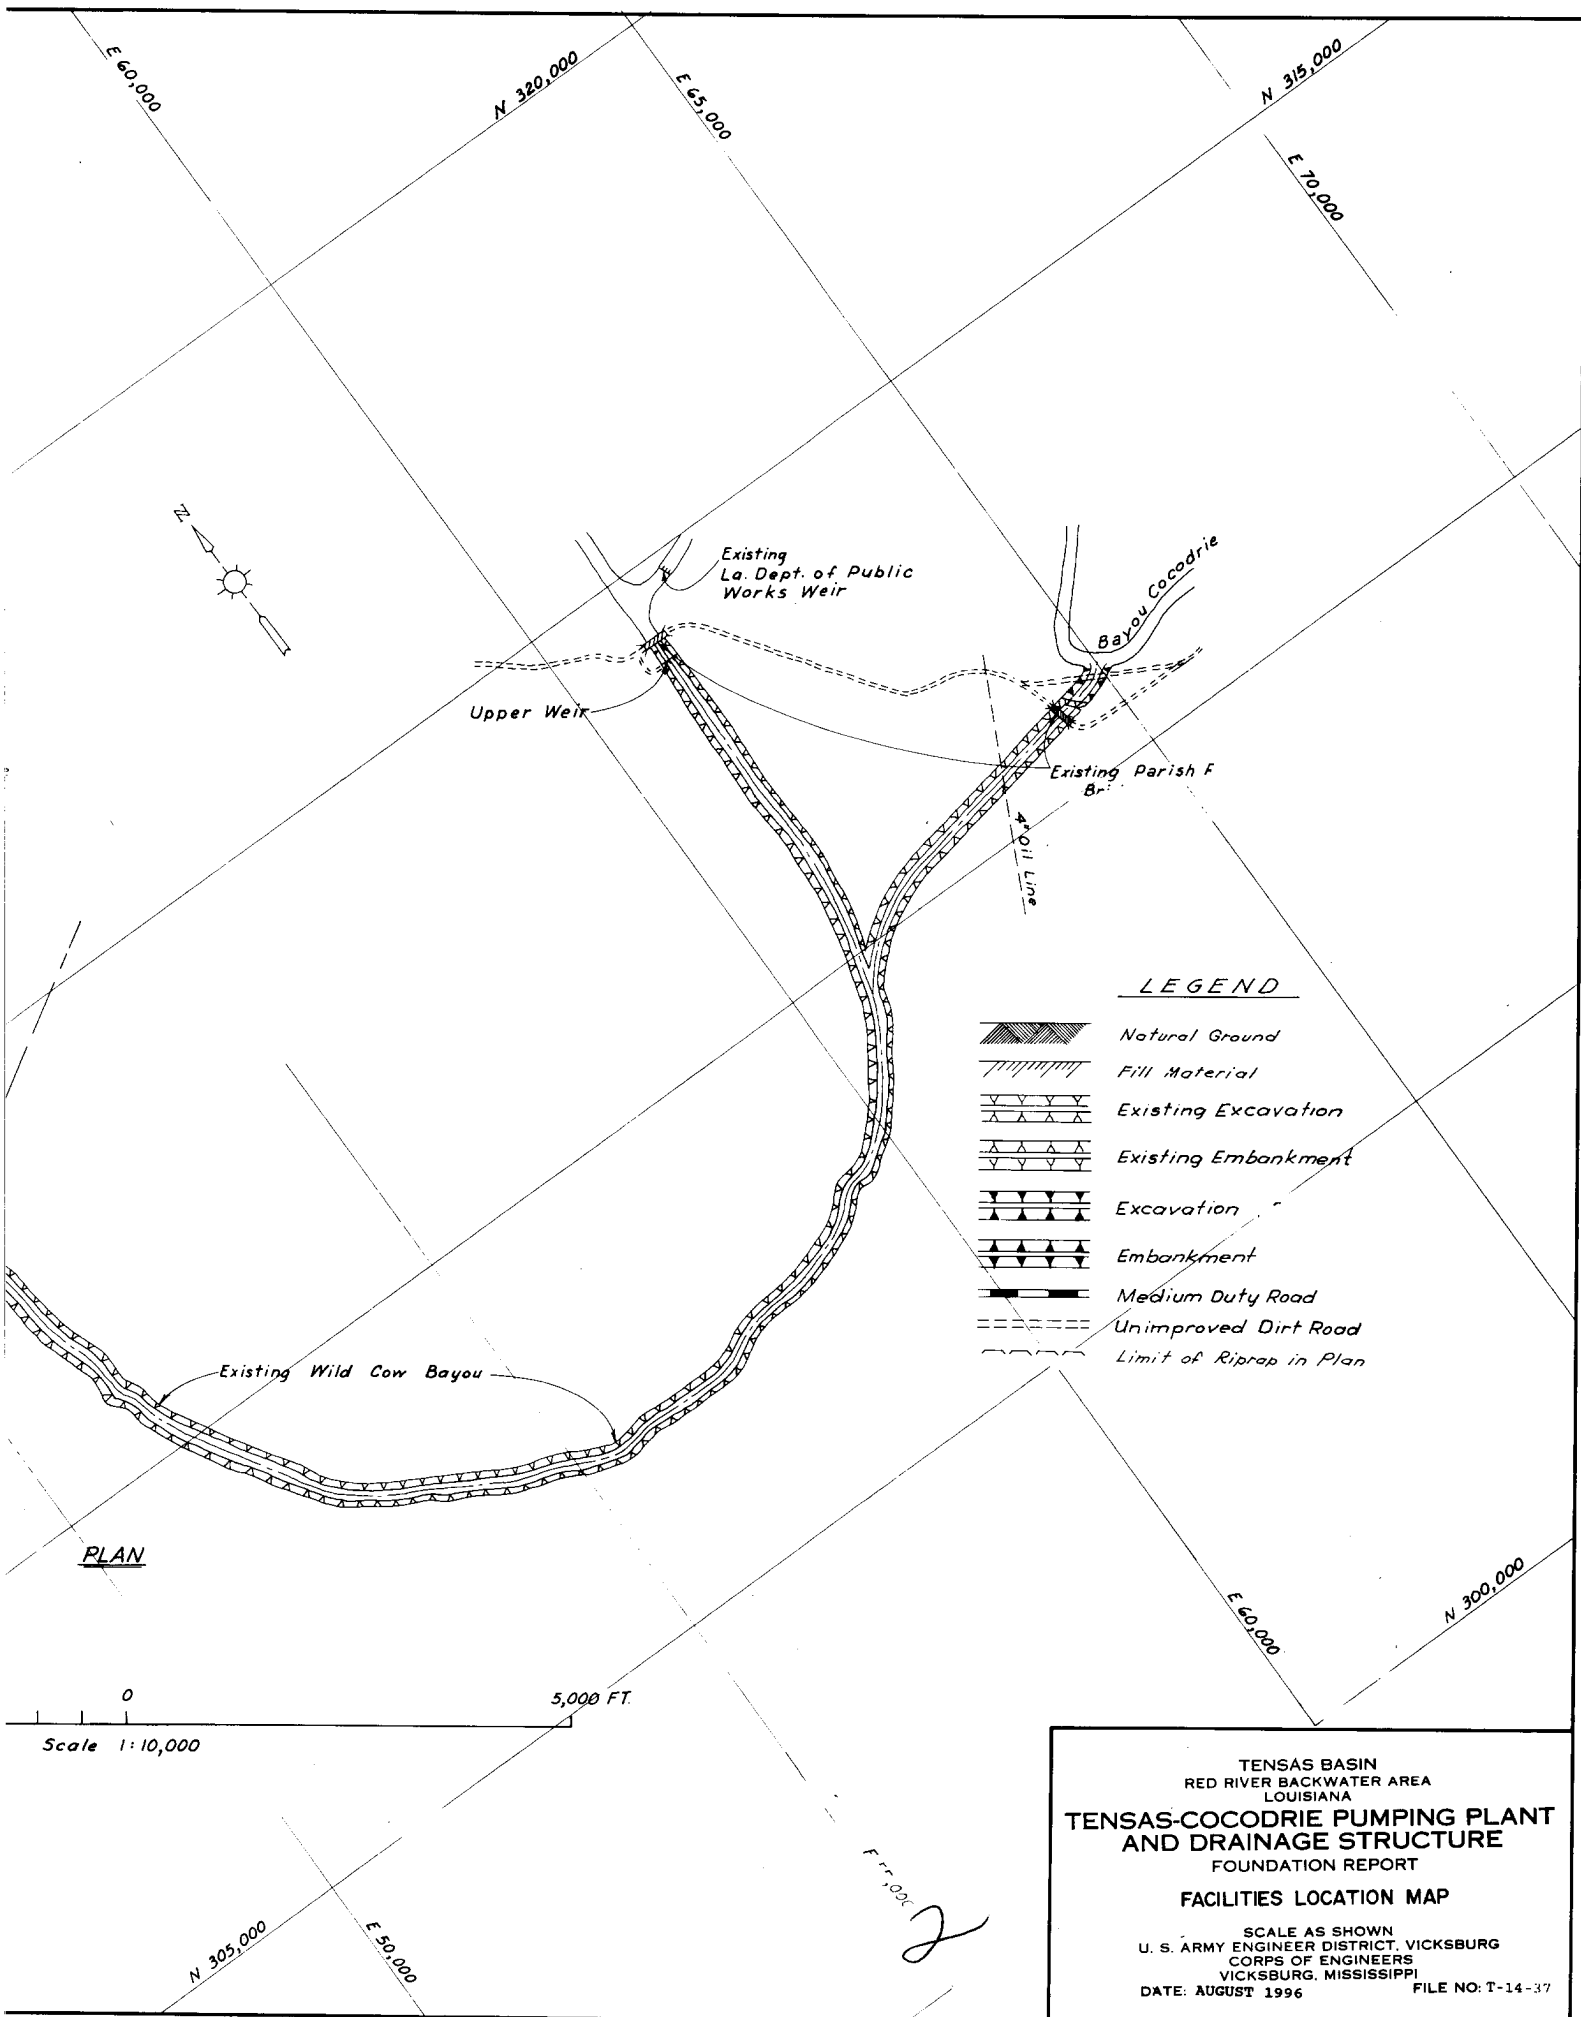 E 60,000
N 320,000
E 65,000
N 315,000
E 70,000
N
Existing
La. Dept. of Public
Works Weir
Bayou Cocodrie
Upper Weir
Existing Parish
4" Oil Line
LEGEND
Natural Ground
Fill Material
Existing Excavation
Existing Embankment
Excavation
Embankment
Medium Duty Road
Unimproved Dirt Road
Limit of Riprap in Plan
Existing Wild Cow Bayou
PLAN
E 60,000
N 300,000
0
5,000 FT.
Scale 1:10,000
N 305,000
E 50,000
2
TENSAS BASIN
RED RIVER BACKWATER AREA
LOUISIANA
TENSAS-COCODRIE PUMPING PLANT
AND DRAINAGE STRUCTURE
FOUNDATION REPORT
FACILITIES LOCATION MAP
SCALE AS SHOWN
U. S. ARMY ENGINEER DISTRICT, VICKSBURG
CORPS OF ENGINEERS
VICKSBURG, MISSISSIPPI
DATE: AUGUST 1996 FILE NO: T-14-37